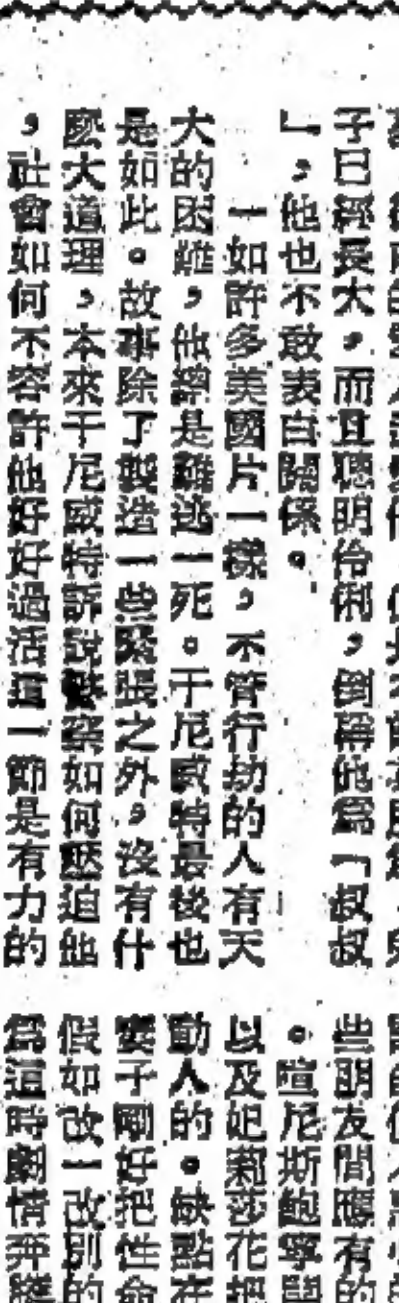 子已經長大，而且聰明伶俐，倒稱他爲「叔叔
」，他也不敢表白關係。
一如許多美國片一樣，不管行劫的人有天
大的困難，他總是難逃一死。干尼威特最後也
是如此。故事除了製造一些緊張之外，沒有什
麽大道理，本來干尼威特訴說警察如何壓迫他
，社會如何不容許他好好過活這一節是有力的
些朋友間應有的
。喧尼斯鮑寧
以及妃莉莎花把
動人的。缺點在
妻子剛好把性命
假如改一改別的
爲這時劇情奔騰